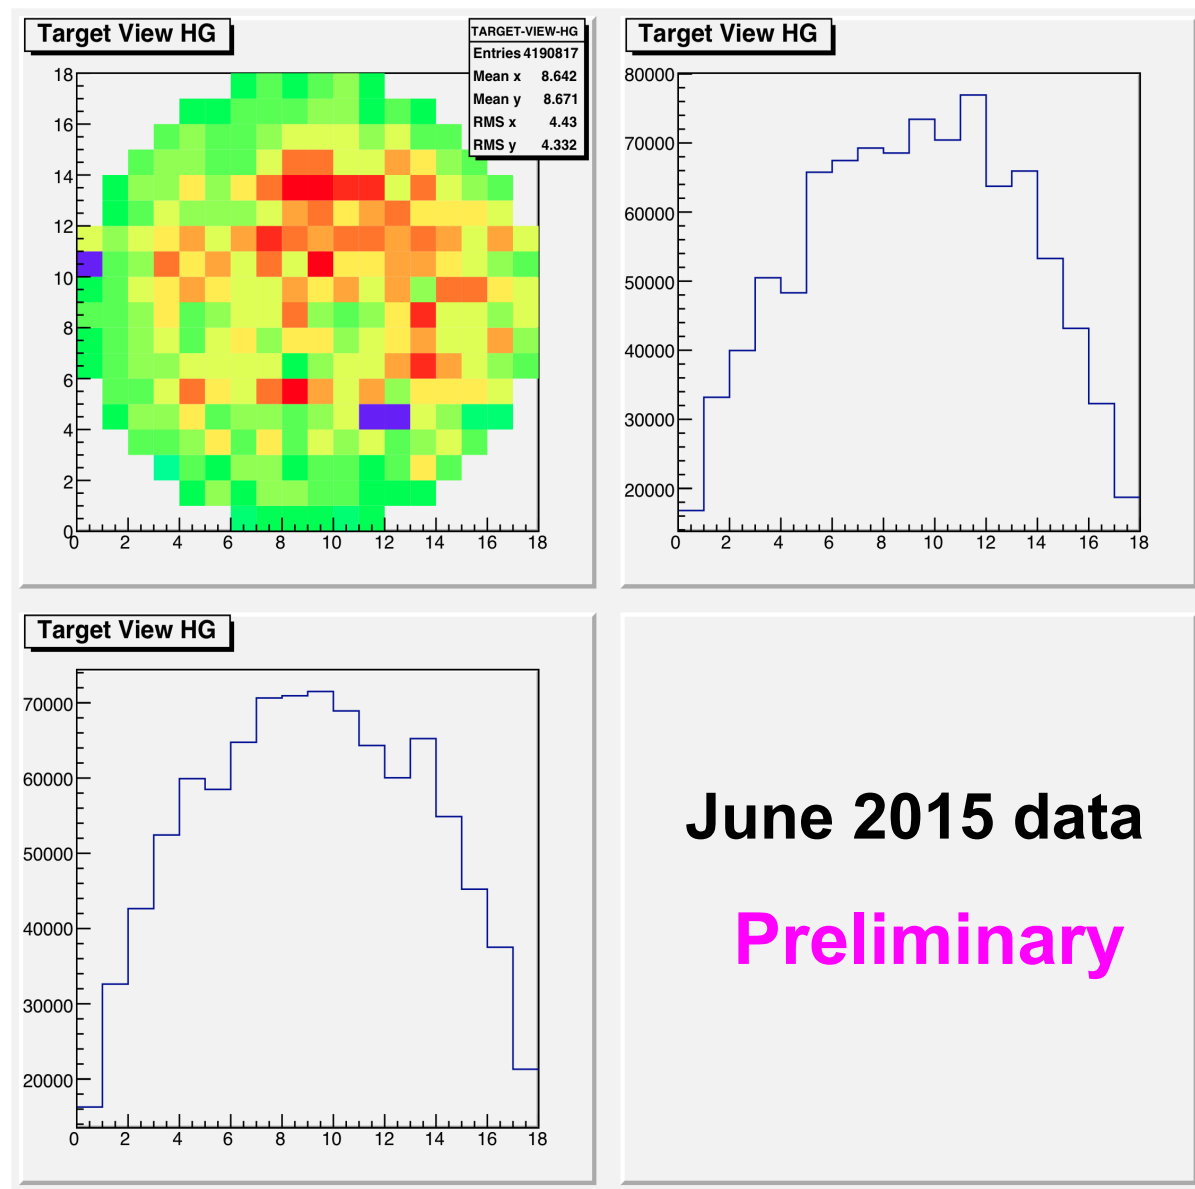 Target View HG
TARGET-VIEW-HG
Entries 4190817
Mean x 8.642
Mean y 8.671
RMS x 4.43
RMS y 4.332
18
16
14
12
10
8
6
4
2
0
0 2 4 6 8 10 12 14 16 18
Target View HG
80000
70000
60000
50000
40000
30000
20000
0 2 4 6 8 10 12 14 16 18
Target View HG
70000
60000
50000
40000
30000
20000
0 2 4 6 8 10 12 14 16 18
June 2015 data
Preliminary